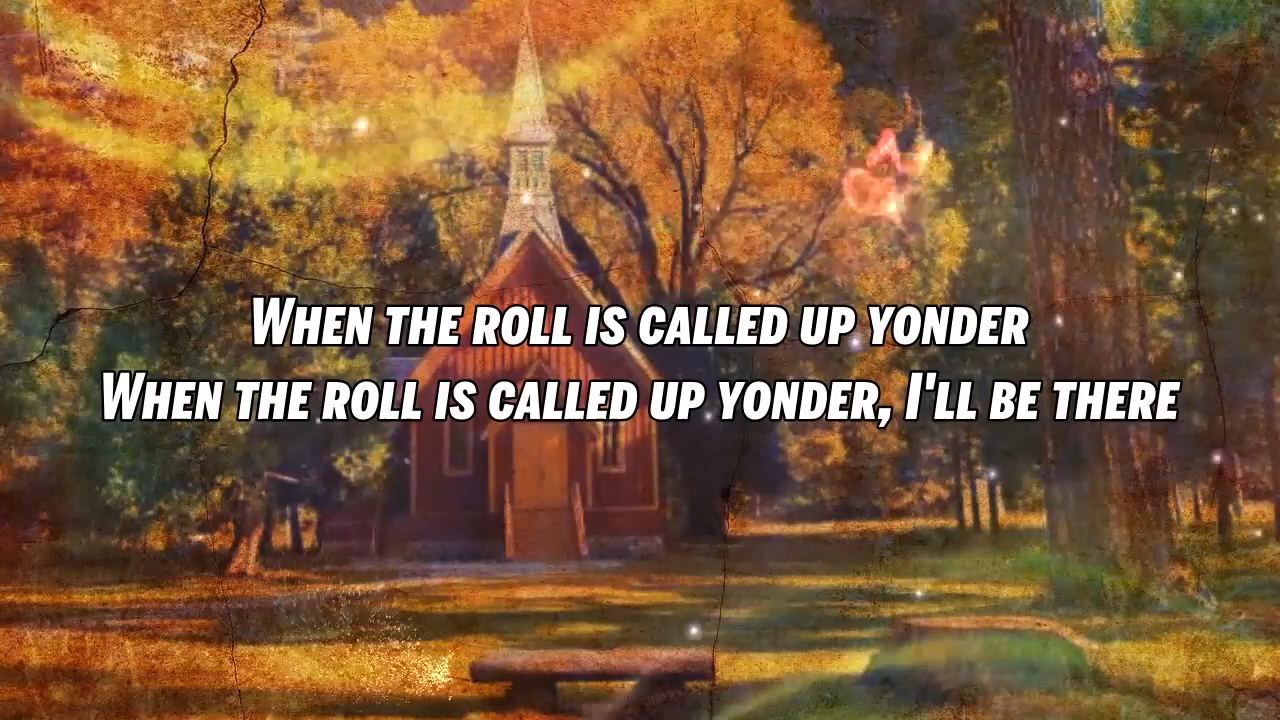 When the roll is called up yonder
When the roll is called up yonder, I'll be there